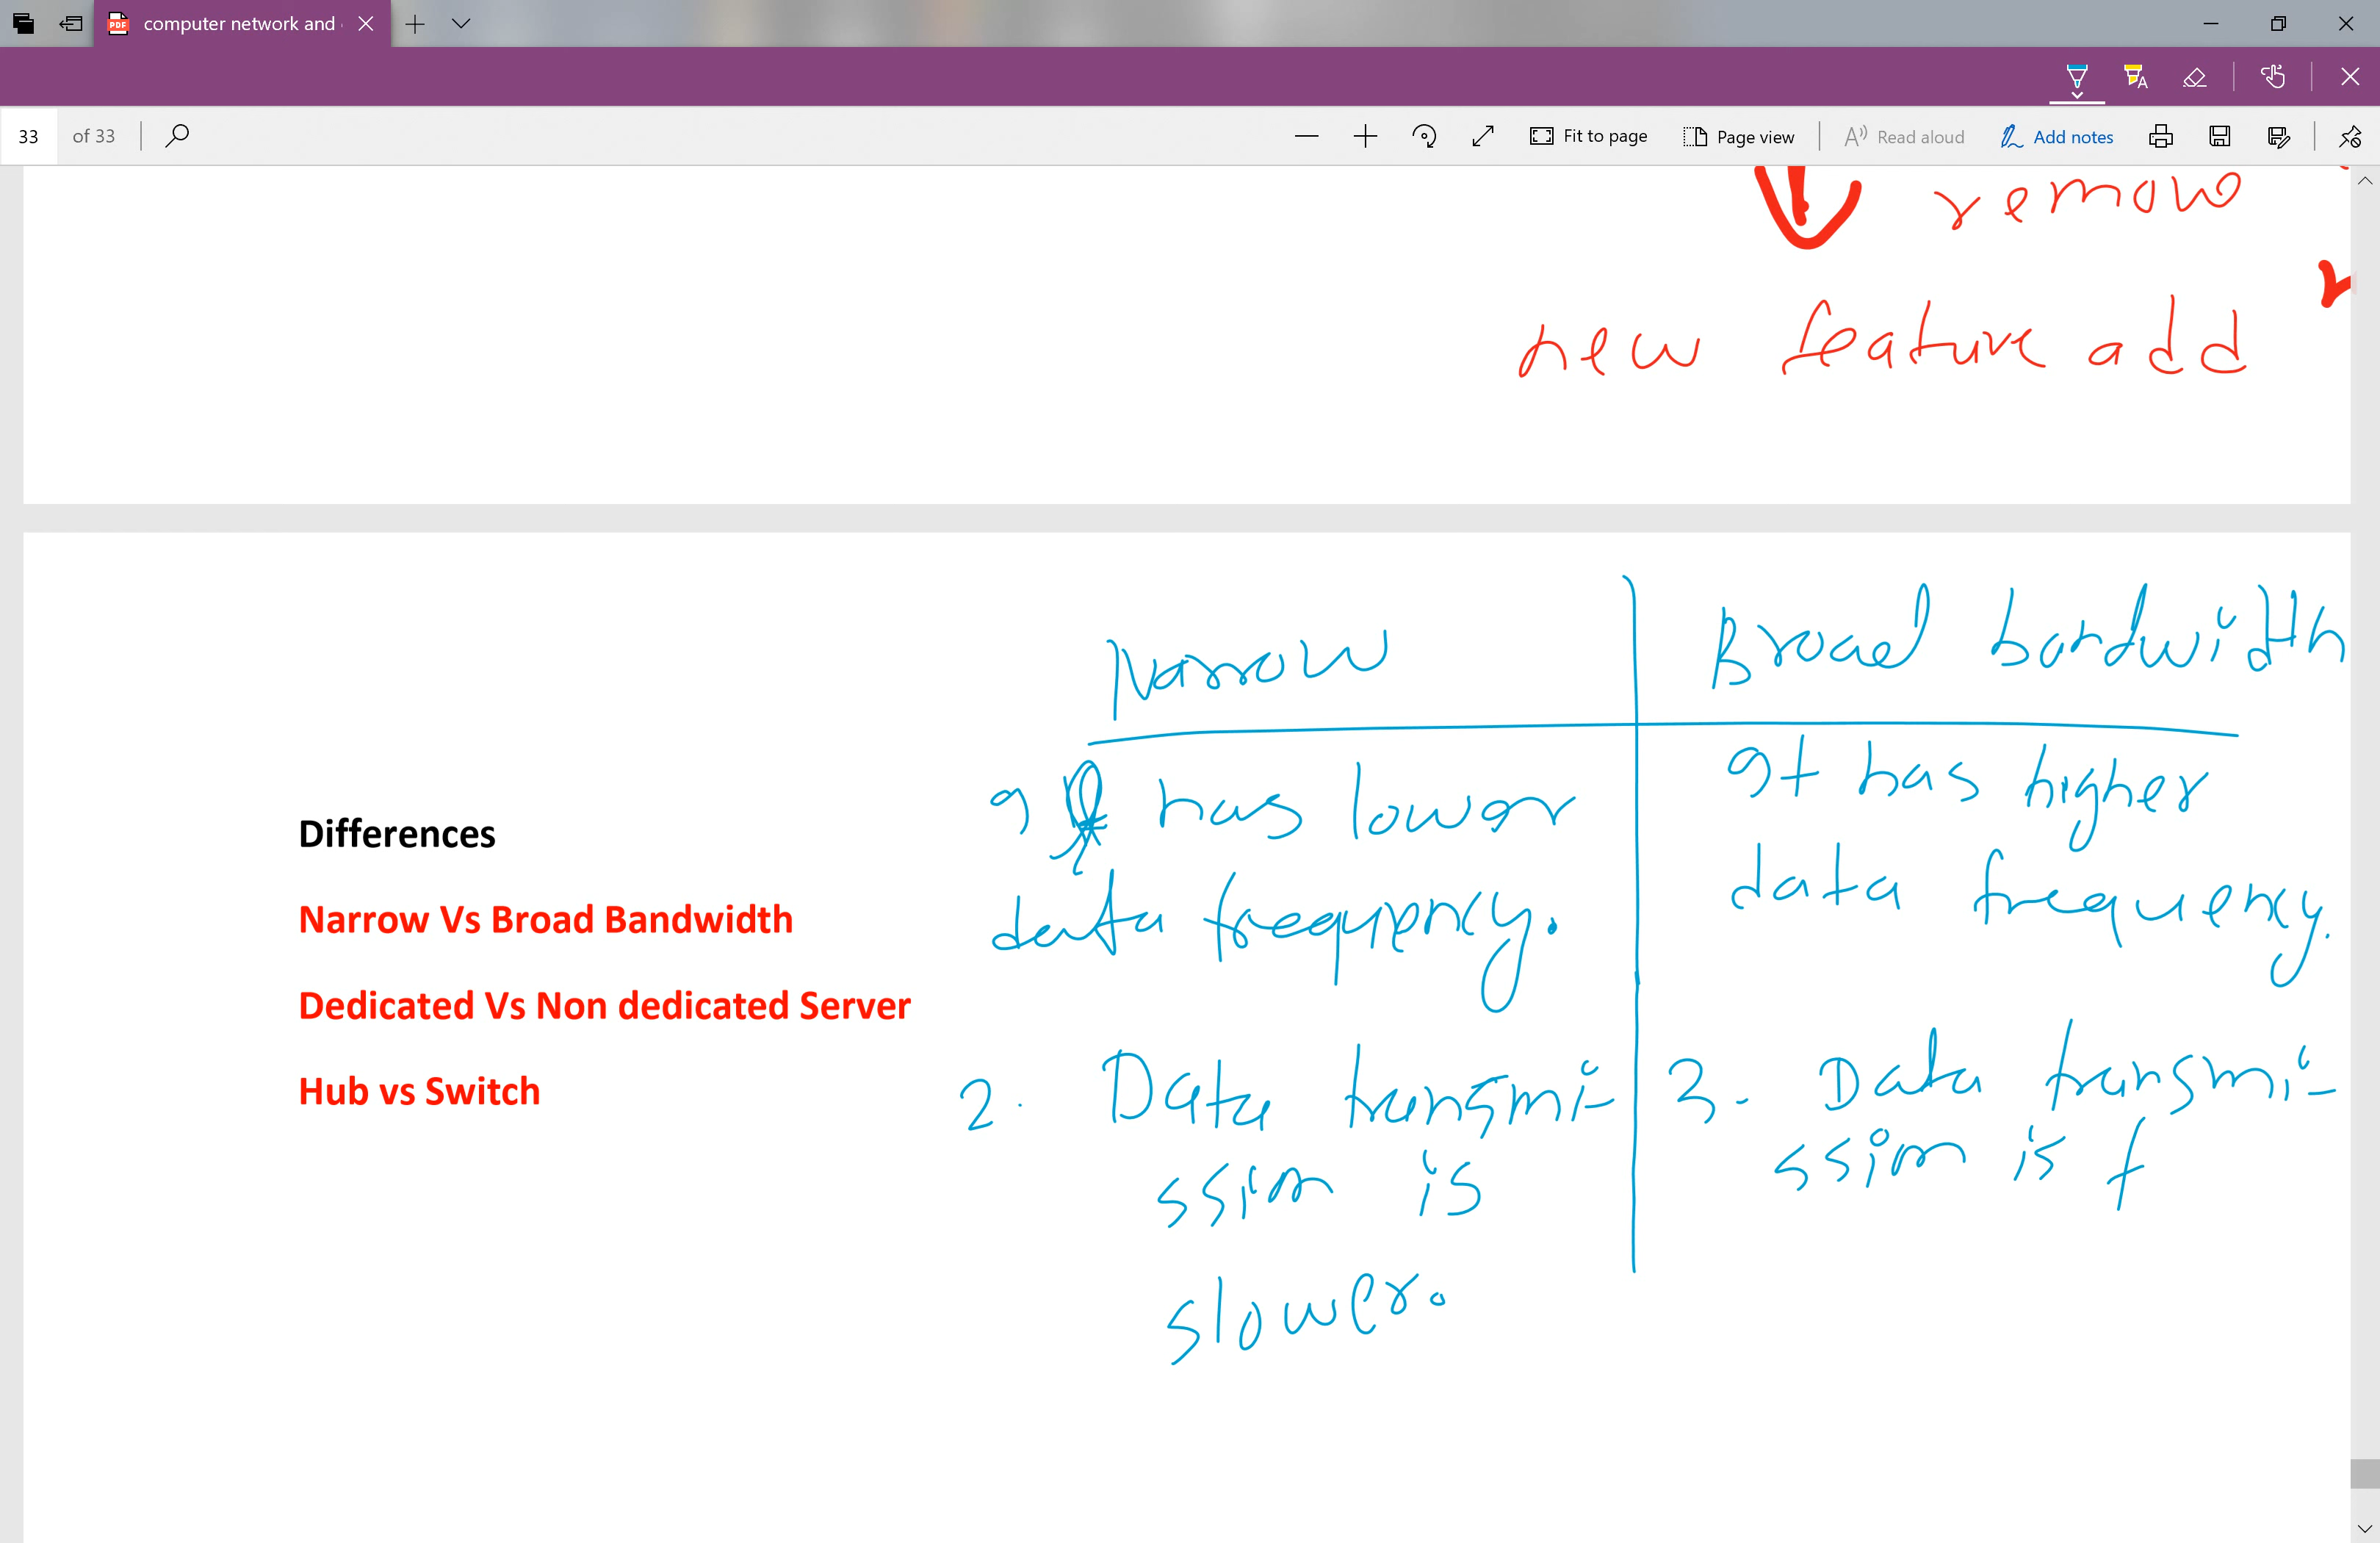 computer network and
33 of 33
Fit to page
Page view
Read aloud
Add notes
remove
new feature add
Narrow
Broad bandwidth
Differences
Narrow Vs Broad Bandwidth
Dedicated Vs Non dedicated Server
Hub vs Switch
has lower
data frequency.
2. Data transmi-
ssion is
slower.
It has higher
data frequency.
2. Data transmi-
ssion is f